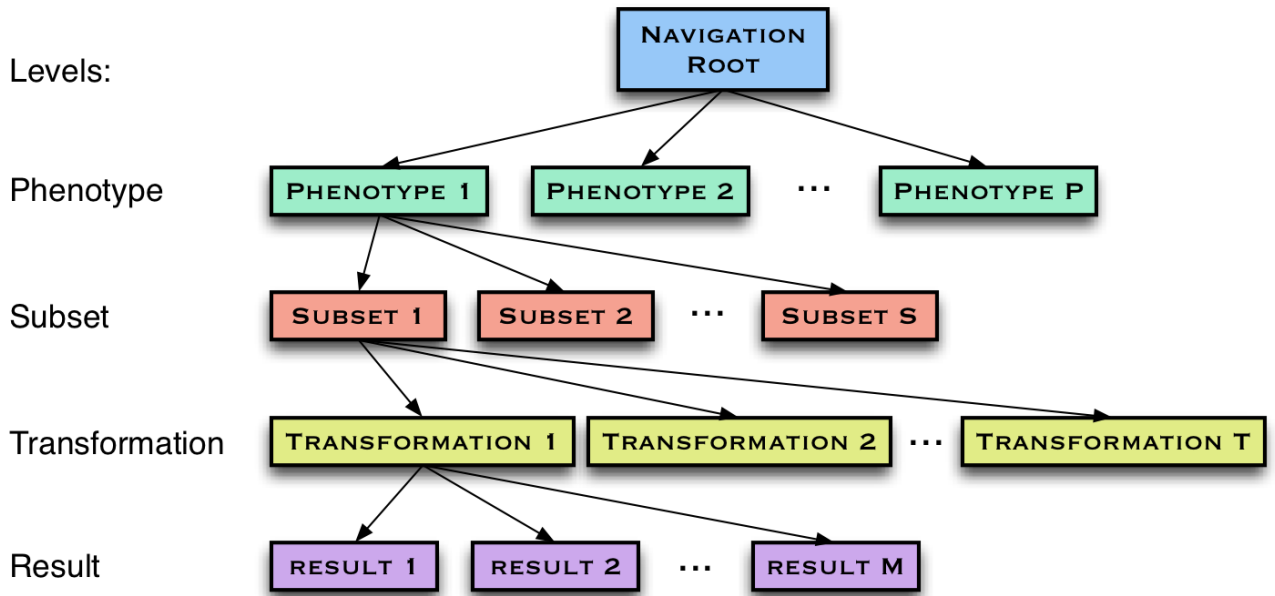 NAVIGATION
ROOT
Levels:
Phenotype
PHENOTYPE 1
PHENOTYPE 2
...
PHENOTYPE P
Subset
SUBSET 1
SUBSET 2
...
SUBSET S
Transformation
TRANSFORMATION 1
TRANSFORMATION 2
...
TRANSFORMATION T
Result
RESULT 1
RESULT 2
...
RESULT M